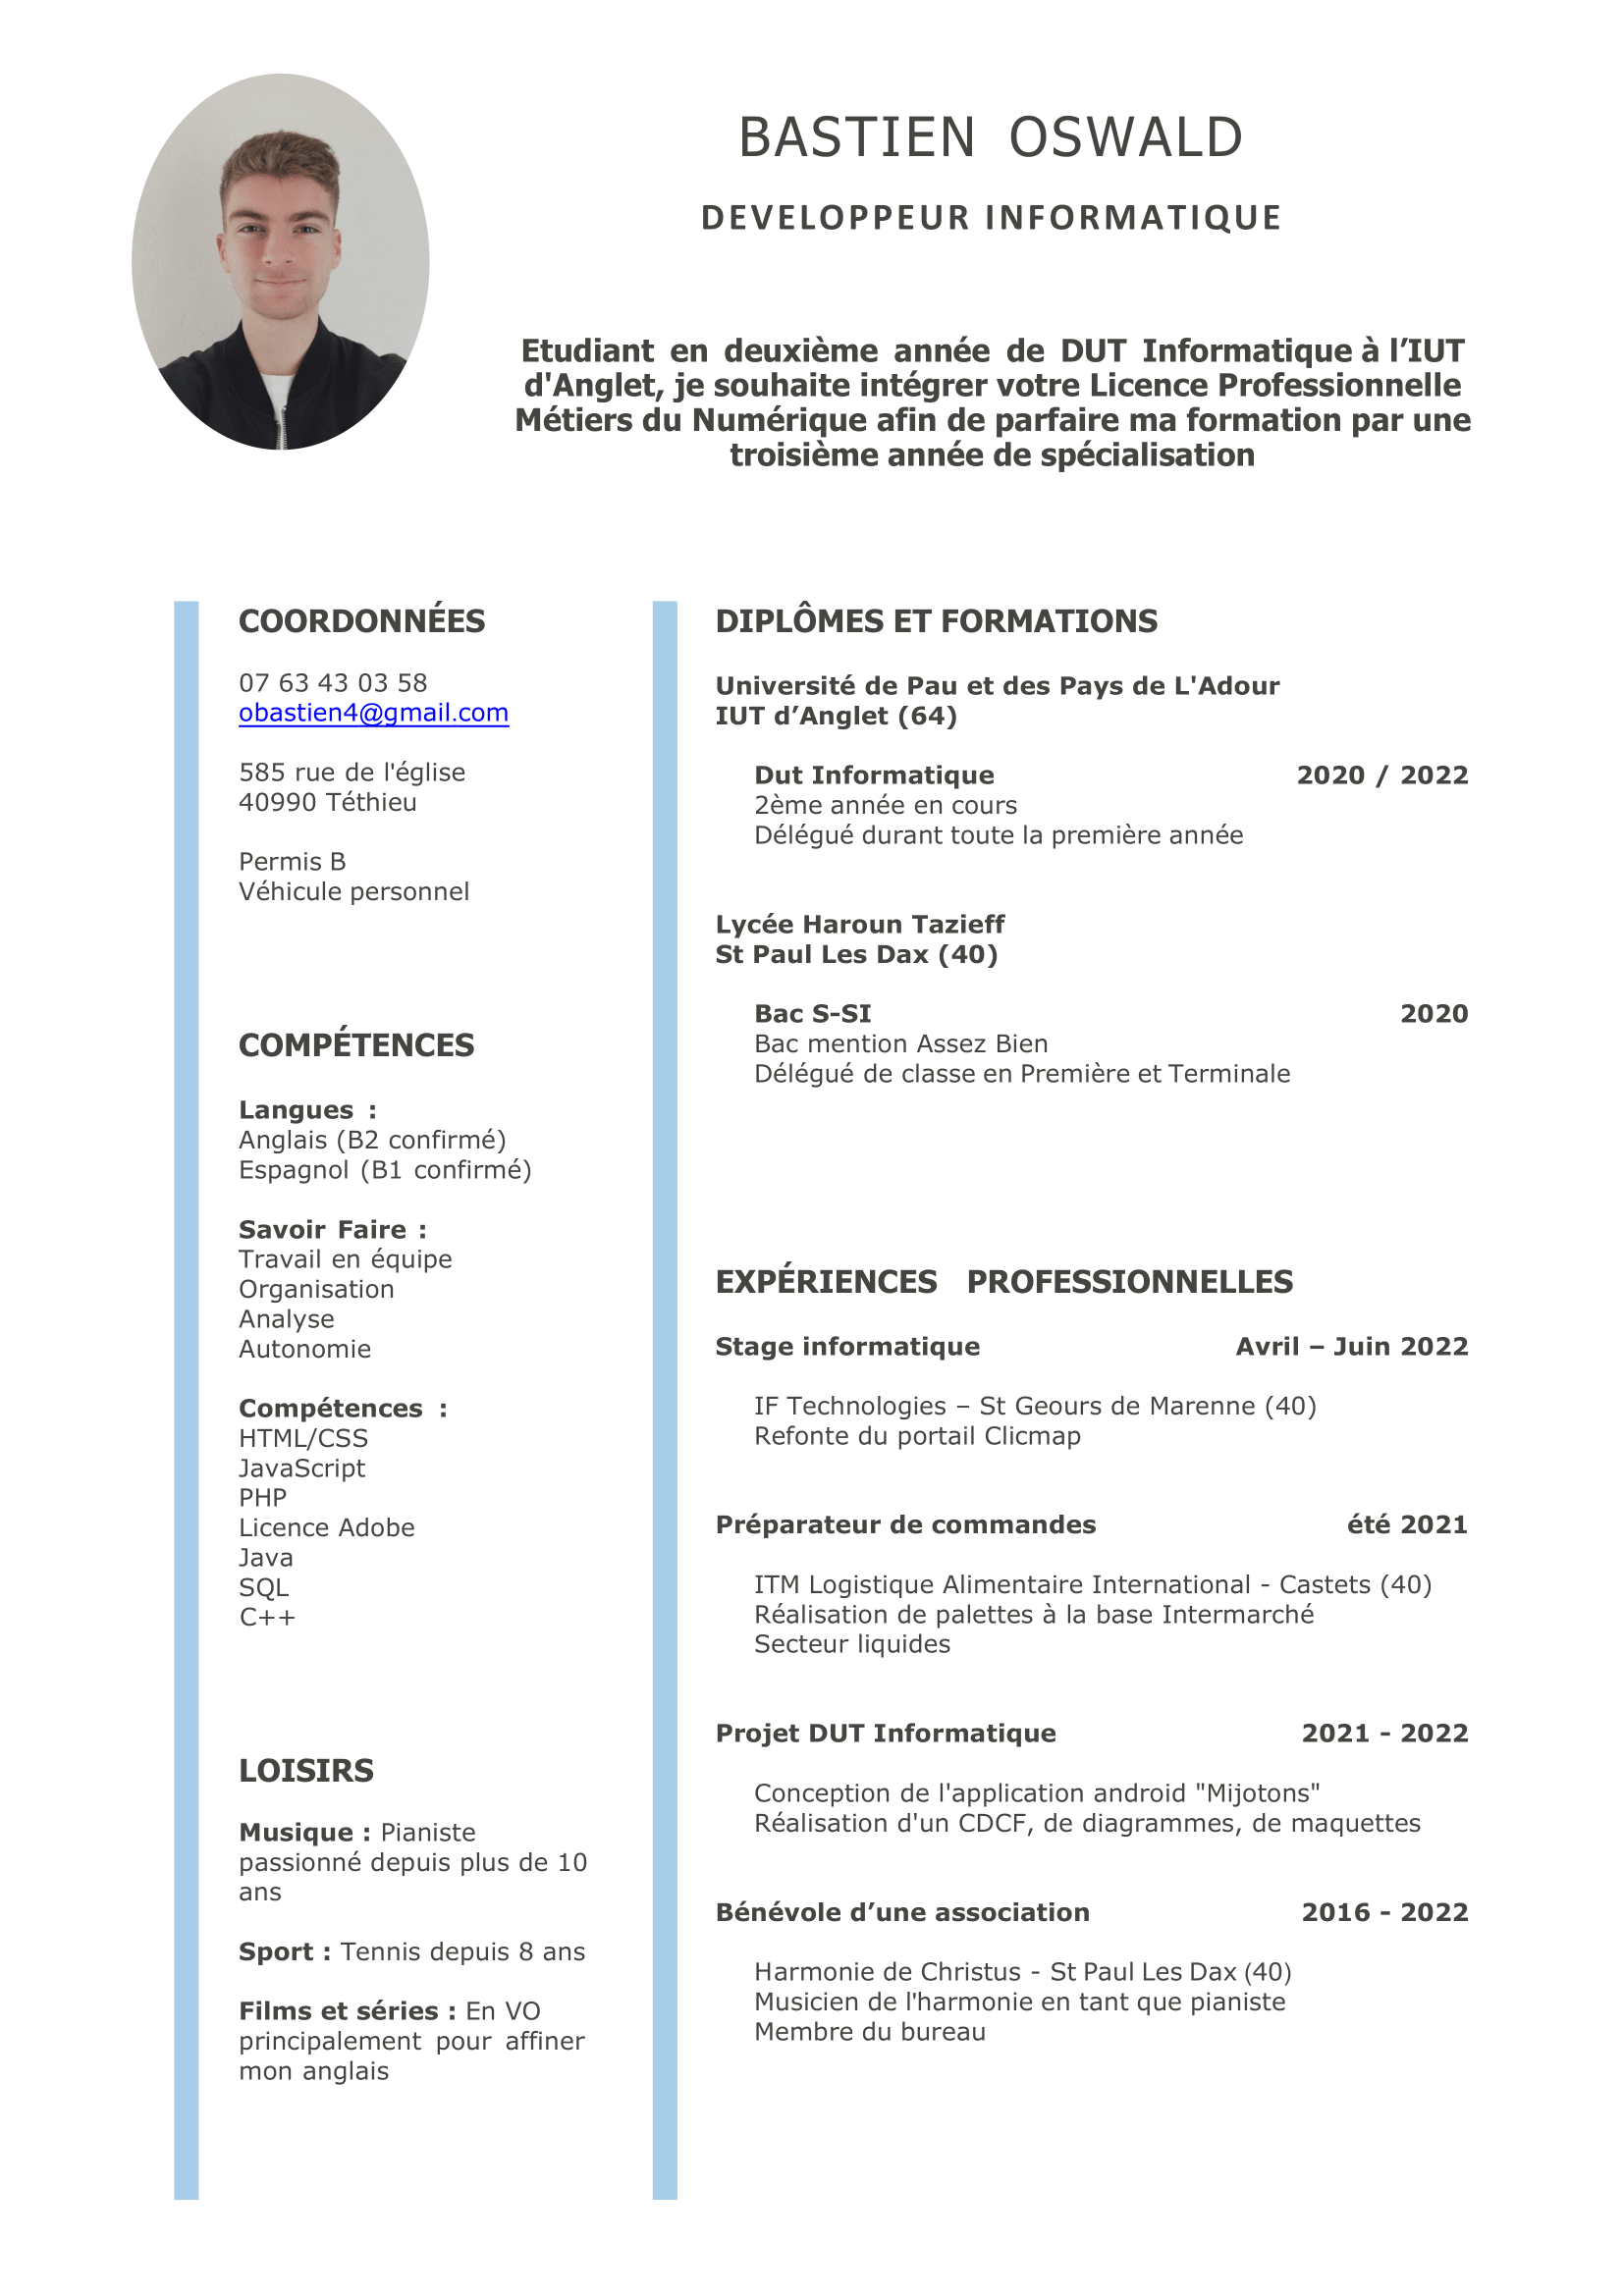 BASTIEN OSWALD
DEVELOPPEUR INFORMATIQUE
Etudiant en deuxième année de DUT Informatique à l’IUT
d'Anglet, je souhaite intégrer votre Licence Professionnelle
Métiers du Numérique afin de parfaire ma formation par une
troisième année de spécialisation
COORDONNÉES
07 63 43 03 58
obastien4@gmail.com
585 rue de l'église
40990 Téthieu
Permis B
Véhicule personnel
COMPÉTENCES
Langues :
Anglais (B2 confirmé)
Espagnol (B1 confirmé)
Savoir Faire :
Travail en équipe
Organisation
Analyse
Autonomie
Compétences :
HTML/CSS
JavaScript
PHP
Licence Adobe
Java
SQL
C++
LOISIRS
Musique : Pianiste
passionné depuis plus de 10
ans
Sport : Tennis depuis 8 ans
Films et séries : En VO
principalement pour affiner
mon anglais
DIPLÔMES ET FORMATIONS
Université de Pau et des Pays de L'Adour
IUT d’Anglet (64)
Dut Informatique 2020 / 2022
2ème année en cours
Délégué durant toute la première année
Lycée Haroun Tazieff
St Paul Les Dax (40)
Bac S-SI 2020
Bac mention Assez Bien
Délégué de classe en Première et Terminale
EXPÉRIENCES PROFESSIONNELLES
Stage informatique Avril – Juin 2022
IF Technologies – St Geours de Marenne (40)
Refonte du portail Clicmap
Préparateur de commandes été 2021
ITM Logistique Alimentaire International - Castets (40)
Réalisation de palettes à la base Intermarché
Secteur liquides
Projet DUT Informatique 2021 - 2022
Conception de l'application android "Mijotons"
Réalisation d'un CDCF, de diagrammes, de maquettes
Bénévole d’une association 2016 - 2022
Harmonie de Christus - St Paul Les Dax (40)
Musicien de l'harmonie en tant que pianiste
Membre du bureau